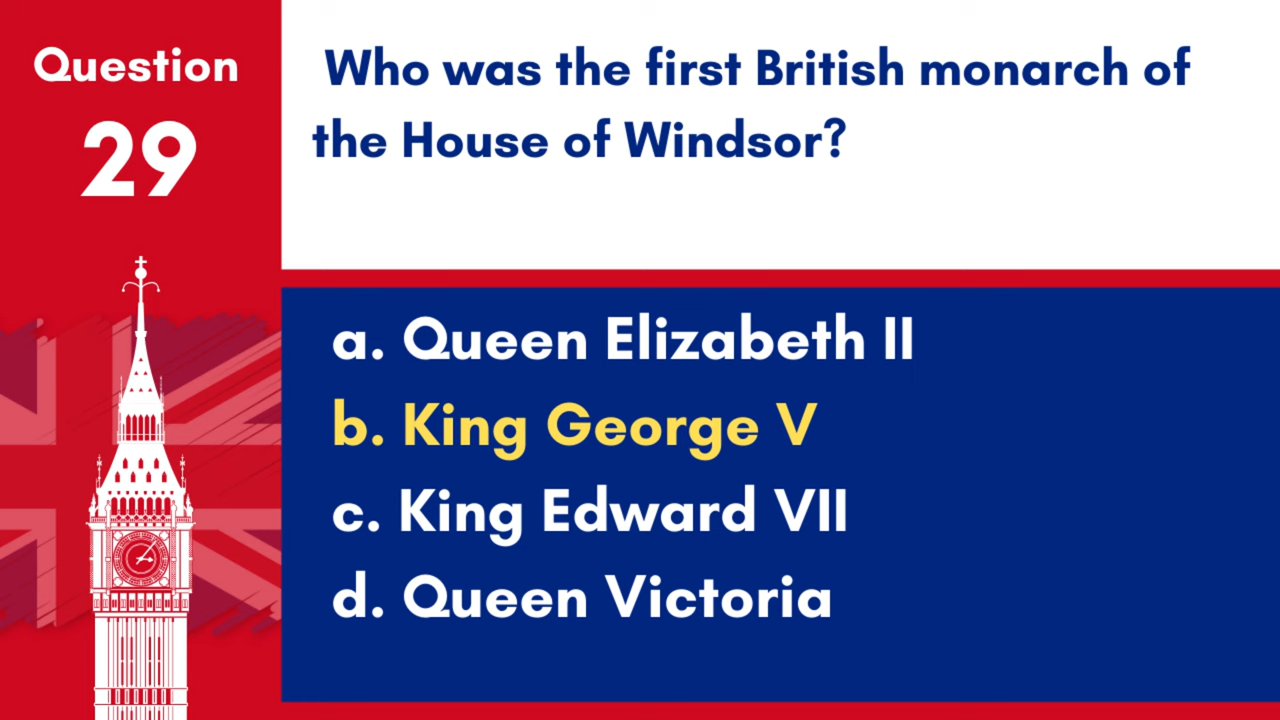 Question
29
Who was the first British monarch of
the House of Windsor?
a. Queen Elizabeth II
b. King George V
c. King Edward VII
d. Queen Victoria